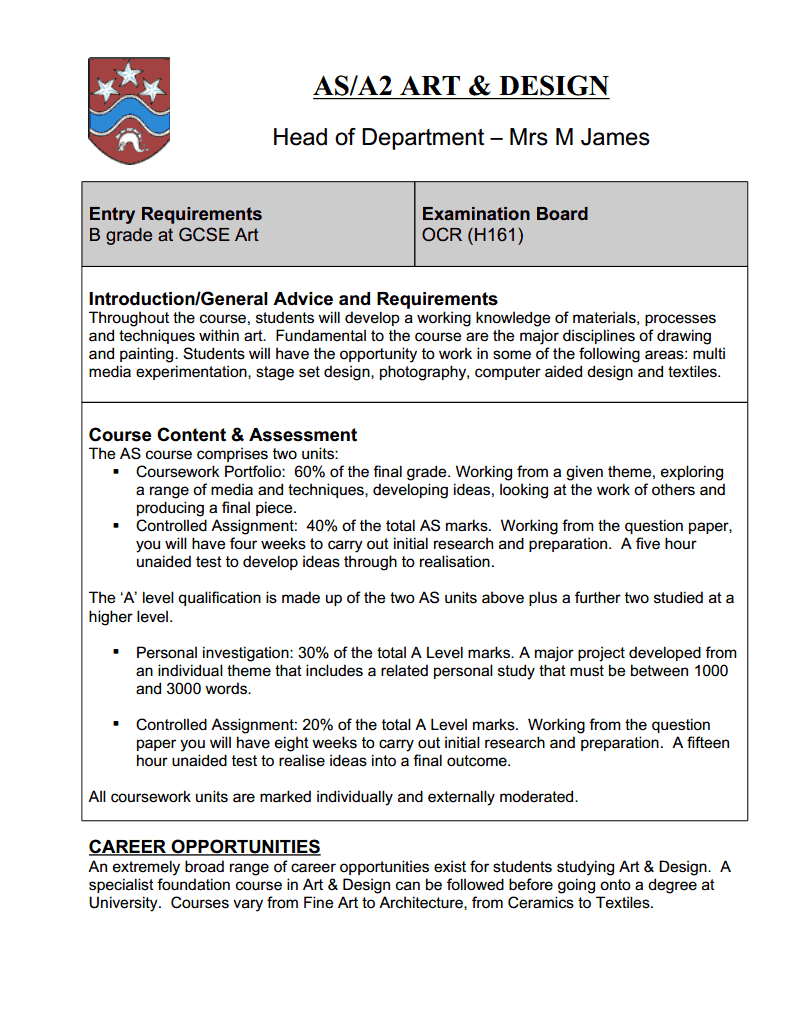 AS/A2 ART & DESIGN
Head of Department – Mrs M James
Entry Requirements
B grade at GCSE Art
Examination Board
OCR (H161)
Introduction/General Advice and Requirements
Throughout the course, students will develop a working knowledge of materials, processes
and techniques within art.  Fundamental to the course are the major disciplines of drawing
and painting. Students will have the opportunity to work in some of the following areas: multi
media experimentation, stage set design, photography, computer aided design and textiles.
Course Content & Assessment
The AS course comprises two units:
▪ Coursework Portfolio:  60% of the final grade. Working from a given theme, exploring
a range of media and techniques, developing ideas, looking at the work of others and
producing a final piece.
▪ Controlled Assignment:  40% of the total AS marks.  Working from the question paper,
you will have four weeks to carry out initial research and preparation.  A five hour
unaided test to develop ideas through to realisation.
The ‘A’ level qualification is made up of the two AS units above plus a further two studied at a
higher level.
▪ Personal investigation: 30% of the total A Level marks. A major project developed from
an individual theme that includes a related personal study that must be between 1000
and 3000 words.
▪ Controlled Assignment: 20% of the total A Level marks.  Working from the question
paper you will have eight weeks to carry out initial research and preparation.  A fifteen
hour unaided test to realise ideas into a final outcome.
All coursework units are marked individually and externally moderated.
CAREER OPPORTUNITIES
An extremely broad range of career opportunities exist for students studying Art & Design.  A
specialist foundation course in Art & Design can be followed before going onto a degree at
University.  Courses vary from Fine Art to Architecture, from Ceramics to Textiles.